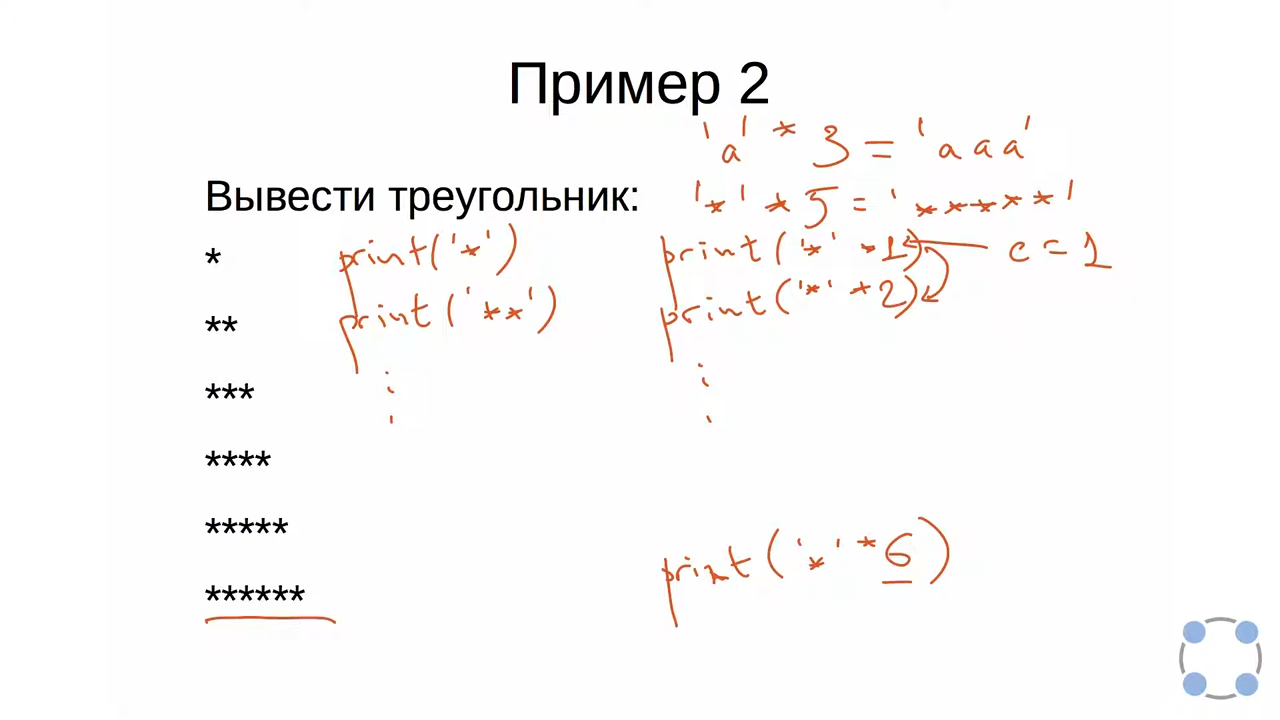 Пример 2
'a' * 3 = 'aaa'
Вывести треугольник:
'*' * 5 = '*****'
*
print('*')
print('*' *1)
c = 1
**
print('**')
print('*' *2)
***
****
*****
print('*' *6)
******